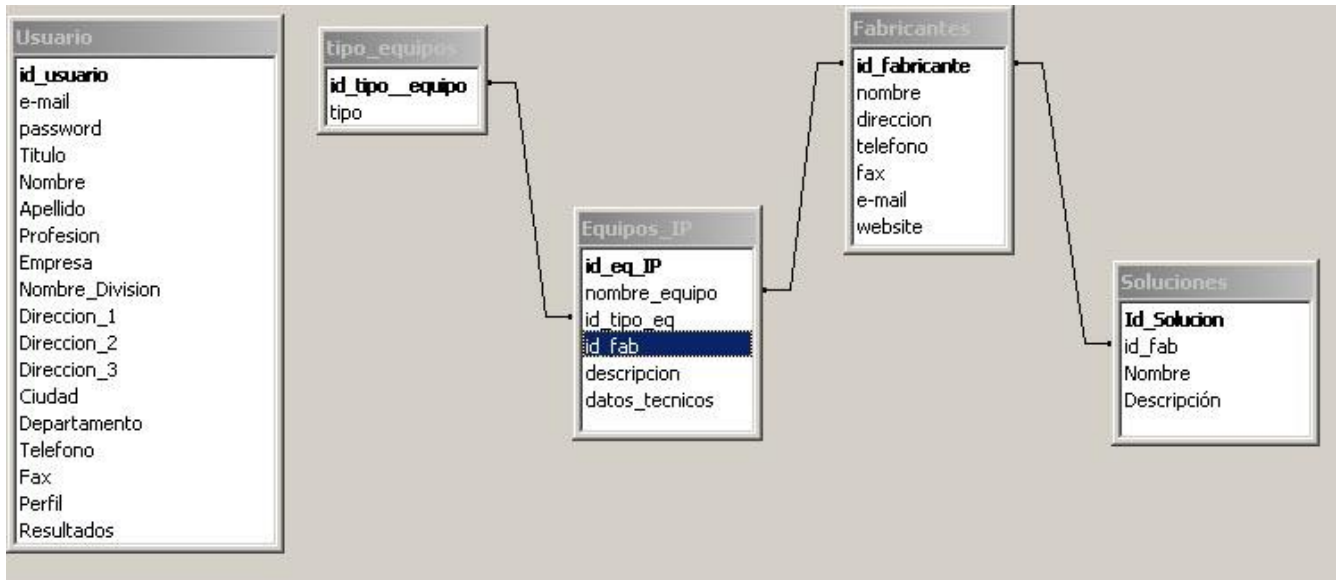 Usuario
id_usuario
e-mail
password
Titulo
Nombre
Apellido
Profesion
Empresa
Nombre_Division
Direccion_1
Direccion_2
Direccion_3
Ciudad
Departamento
Telefono
Fax
Perfil
Resultados
tipo_equipos
id_tipo__equipo
tipo
Equipos_IP
id_eq_IP
nombre_equipo
id_tipo_eq
id_fab
descripcion
datos_tecnicos
Fabricantes
id_fabricante
nombre
direccion
telefono
fax
e-mail
website
Soluciones
Id_Solucion
id_fab
Nombre
Descripción